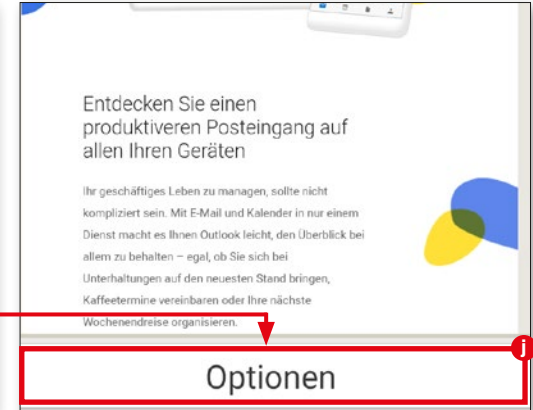 Entdecken Sie einen
produktiveren Posteingang auf
allen Ihren Geräten
Ihr geschäftiges Leben zu managen, sollte nicht
kompliziert sein. Mit E-Mail und Kalender in nur einem
Dienst macht es Ihnen Outlook leicht, den Überblick bei
allem zu behalten – egal, ob Sie sich bei
Unterhaltungen auf den neuesten Stand bringen,
Kaffeetermine vereinbaren oder Ihre nächste
Wochenendreise organisieren.
j
Optionen